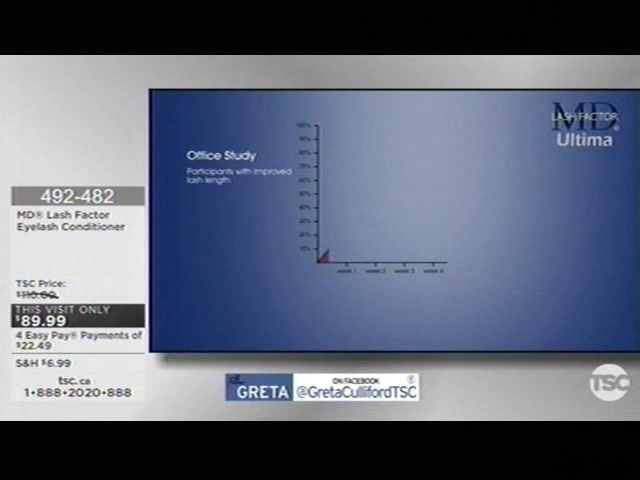 LASH FACTOR
MD®
Ultima
Office Study
Participants with improved
lash length
100%
90%
80%
70%
60%
50%
40%
30%
20%
10%
week 1 week 2 week 3 week 4
492-482
MD® Lash Factor
Eyelash Conditioner
TSC Price:
THIS VISIT ONLY
$89.99
4 Easy Pay® Payments of
$22.49
S&H $6.99
tsc.ca
1•888•2020•888
GRETA
ON FACEBOOK
@GretaCullifordTSC
TSC